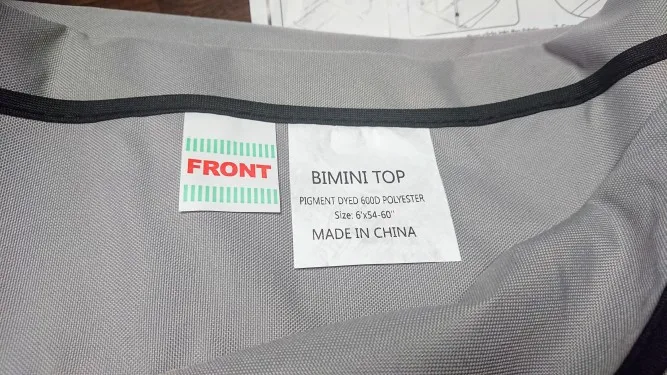 FRONT
BIMINI TOP
PIGMENT DYED 600D POLYESTER
Size: 6'x54-60"
MADE IN CHINA